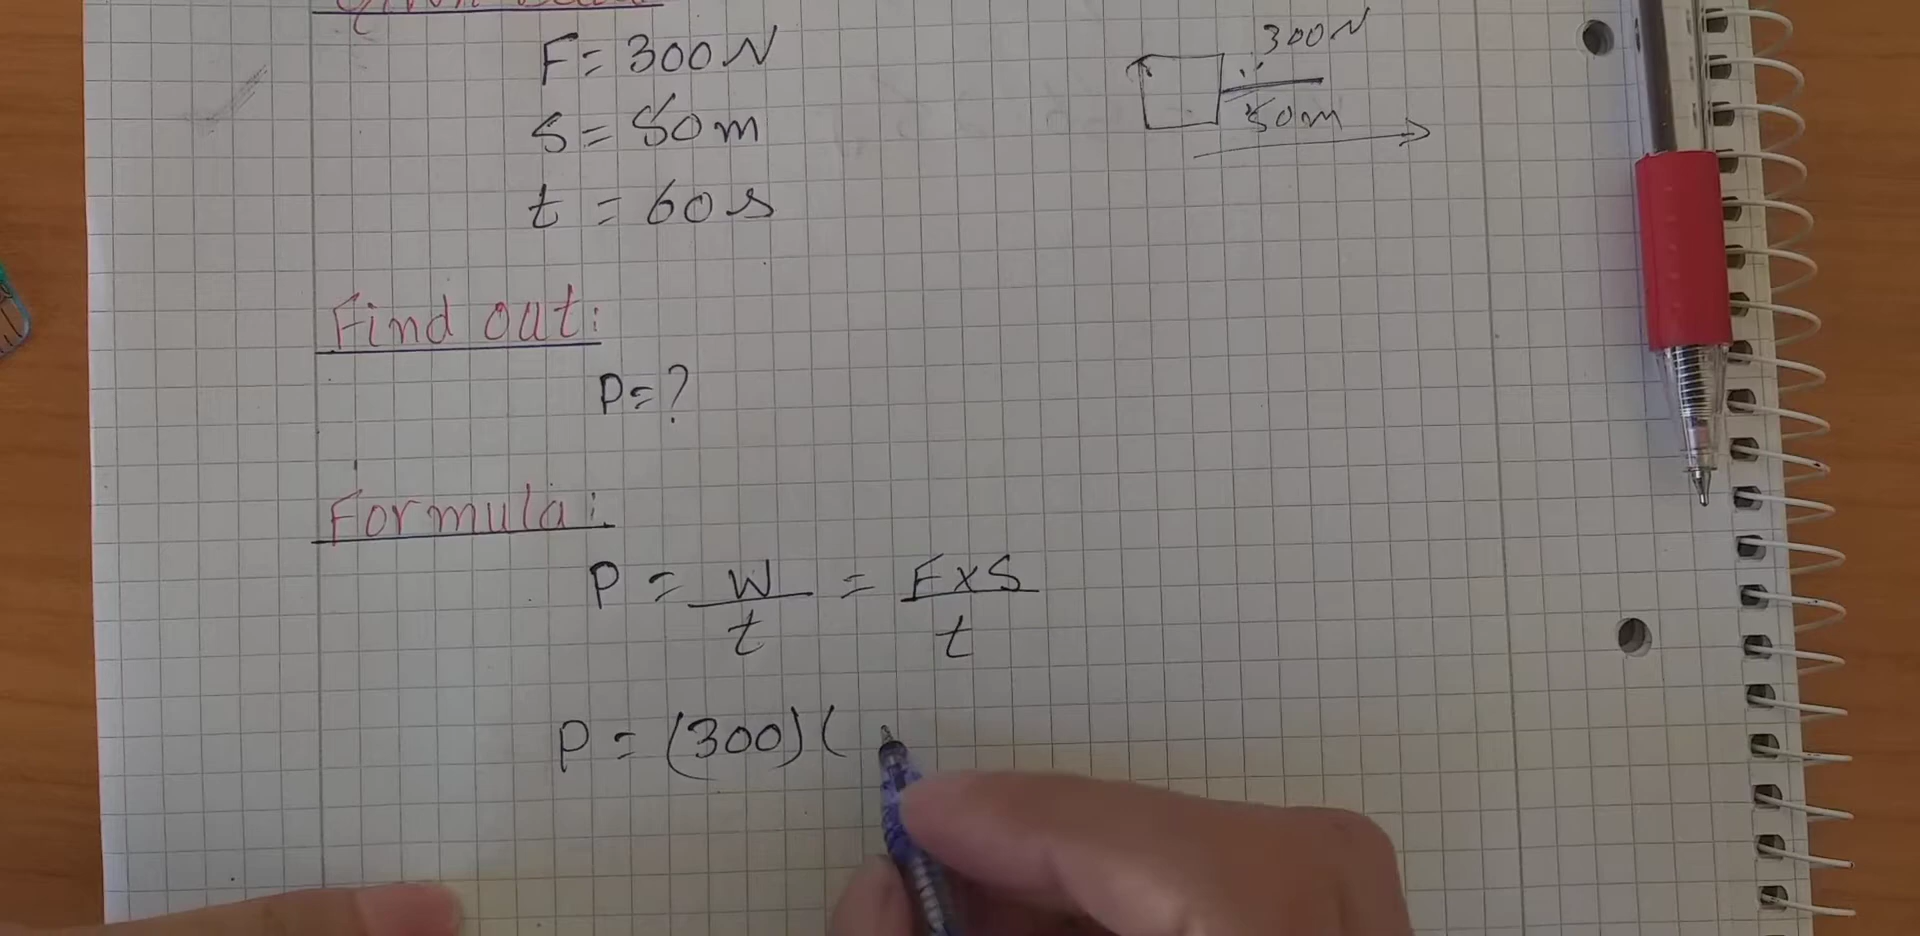 F = 300 N
300 N
S = 50 m
50 m
t = 60 s
Find out:
P = ?
Formula:
P = W/t = F×S/t
P = (300)(